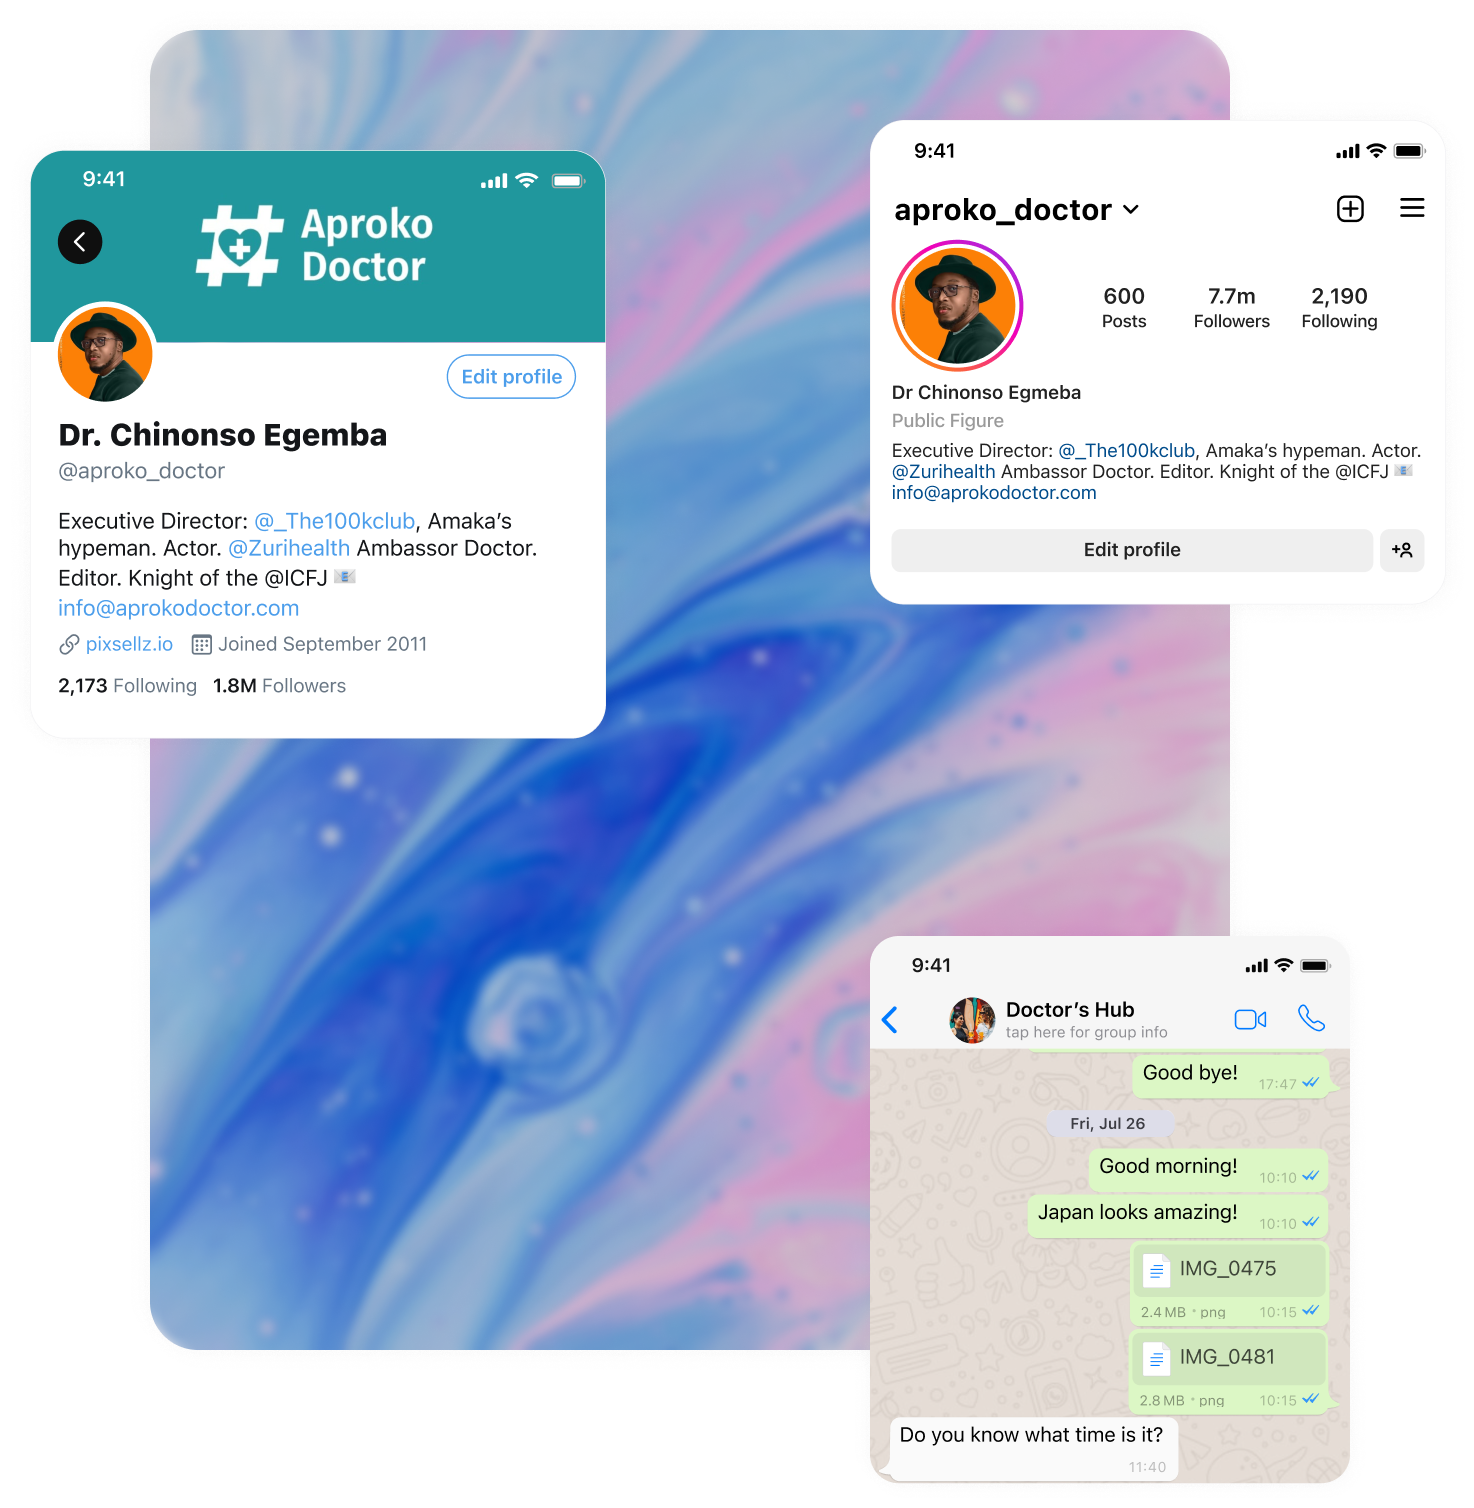 9:41
Aproko
Doctor
Edit profile
Dr. Chinonso Egemba
@aproko_doctor
Executive Director: @_The100kclub, Amaka's
hypeman. Actor. @Zurihealth Ambassor Doctor.
Editor. Knight of the @ICFJ 📧
info@aprokodoctor.com
pixsellz.io Joined September 2011
2,173 Following 1.8M Followers
9:41
aproko_doctor
600 7.7m 2,190
Posts Followers Following
Dr Chinonso Egmeba
Public Figure
Executive Director: @_The100kclub, Amaka's hypeman. Actor.
@Zurihealth Ambassor Doctor. Editor. Knight of the @ICFJ 📧
info@aprokodoctor.com
Edit profile
9:41
Doctor's Hub
tap here for group info
Good bye! 17:47
Fri, Jul 26
Good morning! 10:10
Japan looks amazing! 10:10
IMG_0475
2.4 MB • png 10:15
IMG_0481
2.8 MB • png 10:15
Do you know what time is it?
11:40